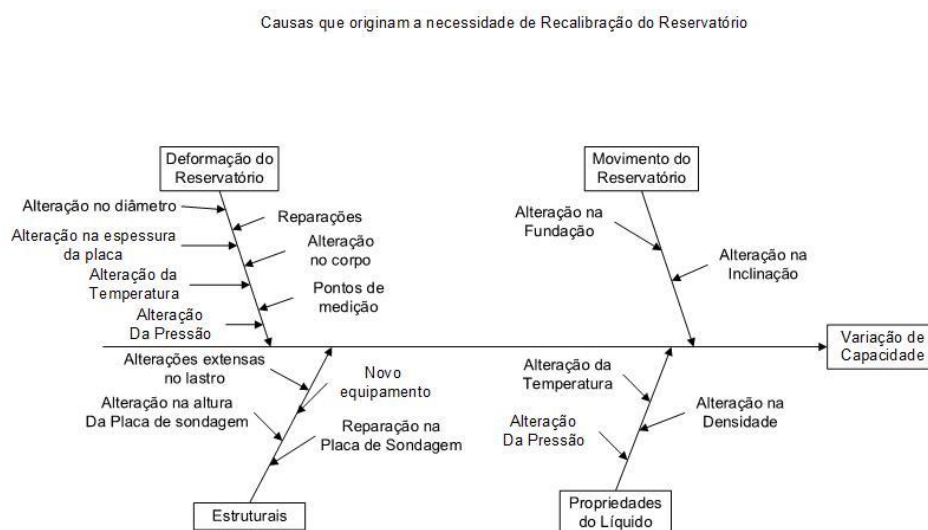 Causas que originam a necessidade de Recalibração do Reservatório
Deformação do
Reservatório
Movimento do
Reservatório
Alteração no diâmetro
Reparações
Alteração na espessura
da placa
Alteração
no corpo
Alteração da
Temperatura
Pontos de
medição
Alteração
Da Pressão
Alteração na
Fundação
Alteração na
Inclinação
Variação de
Capacidade
Alterações extensas
no lastro
Novo
equipamento
Alteração na altura
Da Placa de sondagem
Reparação na
Placa de Sondagem
Alteração da
Temperatura
Alteração na
Densidade
Alteração
Da Pressão
Estruturais
Propriedades
do Líquido